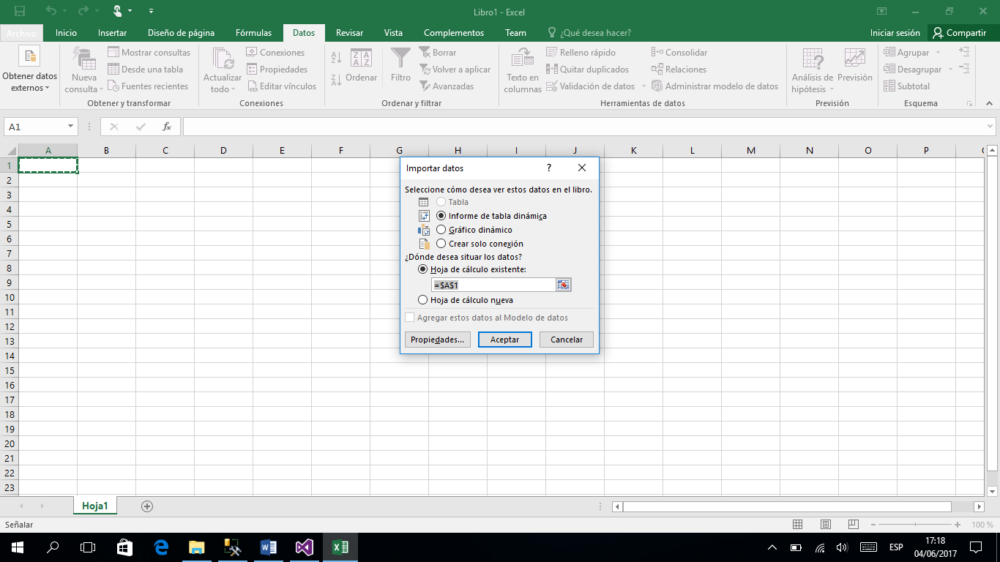 Libro1 - Excel
Archivo
Inicio
Insertar
Diseño de página
Fórmulas
Datos
Revisar
Vista
Complementos
Team
¿Qué desea hacer?
Iniciar sesión
Compartir
Obtener datos
externos
Nueva
consulta
Mostrar consultas
Desde una tabla
Fuentes recientes
Obtener y transformar
Actualizar
todo
Conexiones
Propiedades
Editar vínculos
Conexiones
Ordenar
Filtro
Borrar
Volver a aplicar
Avanzadas
Ordenar y filtrar
Texto en
columnas
Relleno rápido
Quitar duplicados
Validación de datos
Consolidar
Relaciones
Administrar modelo de datos
Herramientas de datos
Análisis de
hipótesis
Previsión
Previsión
Agrupar
Desagrupar
Subtotal
Esquema
A1
fx
A B C D E F G H I J K L M N O P
1
2
3
4
5
6
7
8
9
10
11
12
13
14
15
16
17
18
19
20
21
22
23
Importar datos ?
Seleccione cómo desea ver estos datos en el libro.
Tabla
Informe de tabla dinámica
Gráfico dinámico
Crear solo conexión
¿Dónde desea situar los datos?
Hoja de cálculo existente:
=$A$1
Hoja de cálculo nueva
Agregar estos datos al Modelo de datos
Propiedades...
Aceptar
Cancelar
Hoja1
Señalar
100 %
ESP
17:18
04/06/2017